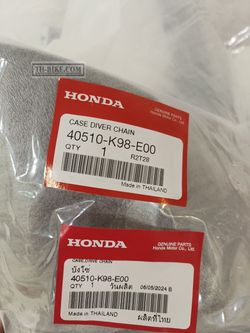 TH-BIKE.COM
HONDA
GENUINE PARTS
Honda Motor Co., Ltd.
CASE DIVER CHAIN
40510-K98-E00
QTY 1 R2T28
Made in THAILAND
HONDA
GENUINE PARTS
Honda Motor Co., Ltd.
CASE,DIVE CHAIN
บังโซ่
40510-K98-E00
QTY 1 วันผลิต 06/05/2024 B
Made in THAILAND ผลิตที่ไทย